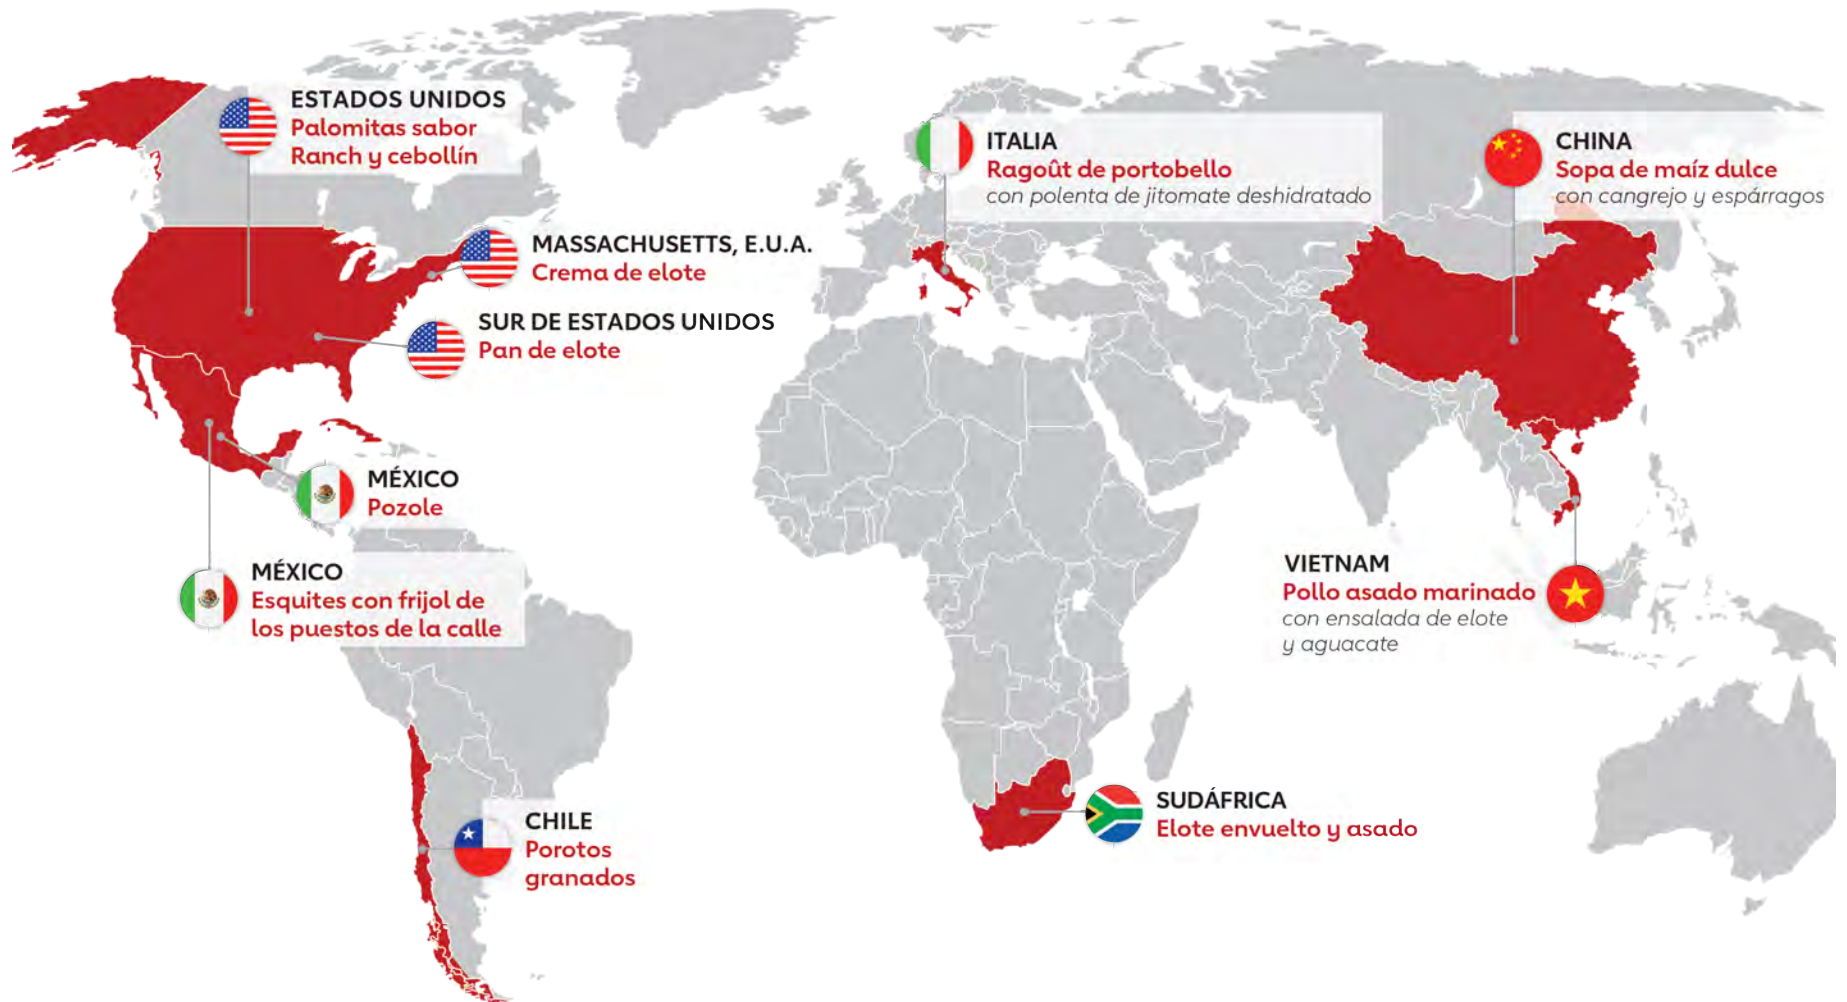 ESTADOS UNIDOS
Palomitas sabor
Ranch y cebollín
MASSACHUSETTS, E.U.A.
Crema de elote
SUR DE ESTADOS UNIDOS
Pan de elote
MÉXICO
Pozole
MÉXICO
Esquites con frijol de
los puestos de la calle
CHILE
Porotos
granados
ITALIA
Ragoût de portobello
con polenta de jitomate deshidratado
CHINA
Sopa de maíz dulce
con cangrejo y espárragos
VIETNAM
Pollo asado marinado
con ensalada de elote
y aguacate
SUDÁFRICA
Elote envuelto y asado